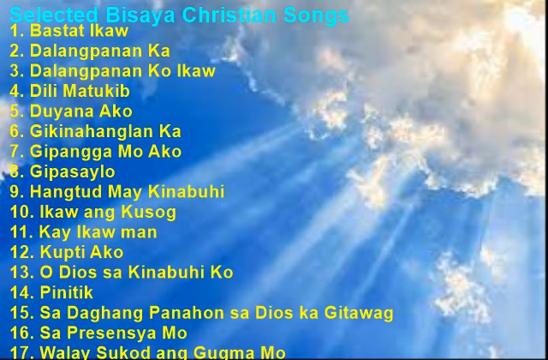 Selected Bisaya Christian Songs
1. Bastat Ikaw
2. Dalangpanan Ka
3. Dalangpanan Ko Ikaw
4. Dili Matukib
5. Duyana Ako
6. Gikinahanglan Ka
7. Gipangga Mo Ako
8. Gipasaylo
9. Hangtud May Kinabuhi
10. Ikaw ang Kusog
11. Kay Ikaw man
12. Kupti Ako
13. O Dios sa Kinabuhi Ko
14. Pinitik
15. Sa Daghang Panahon sa Dios ka Gitawag
16. Sa Presensya Mo
17. Walay Sukod ang Gugma Mo